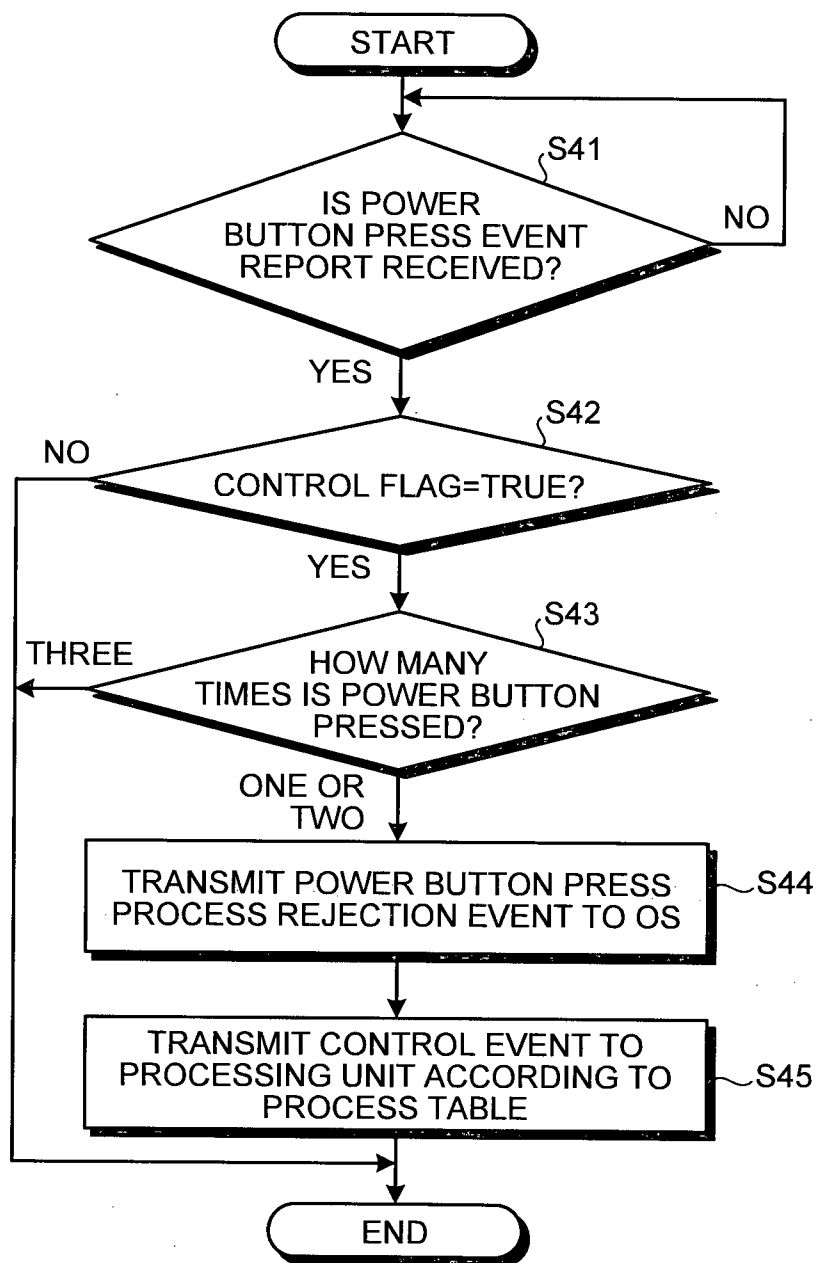 START
S41
IS POWER
BUTTON PRESS EVENT
REPORT RECEIVED?
NO
YES
S42
NO
CONTROL FLAG=TRUE?
YES
S43
THREE
HOW MANY
TIMES IS POWER BUTTON
PRESSED?
ONE OR
TWO
TRANSMIT POWER BUTTON PRESS
PROCESS REJECTION EVENT TO OS
S44
TRANSMIT CONTROL EVENT TO
PROCESSING UNIT ACCORDING TO
PROCESS TABLE
S45
END